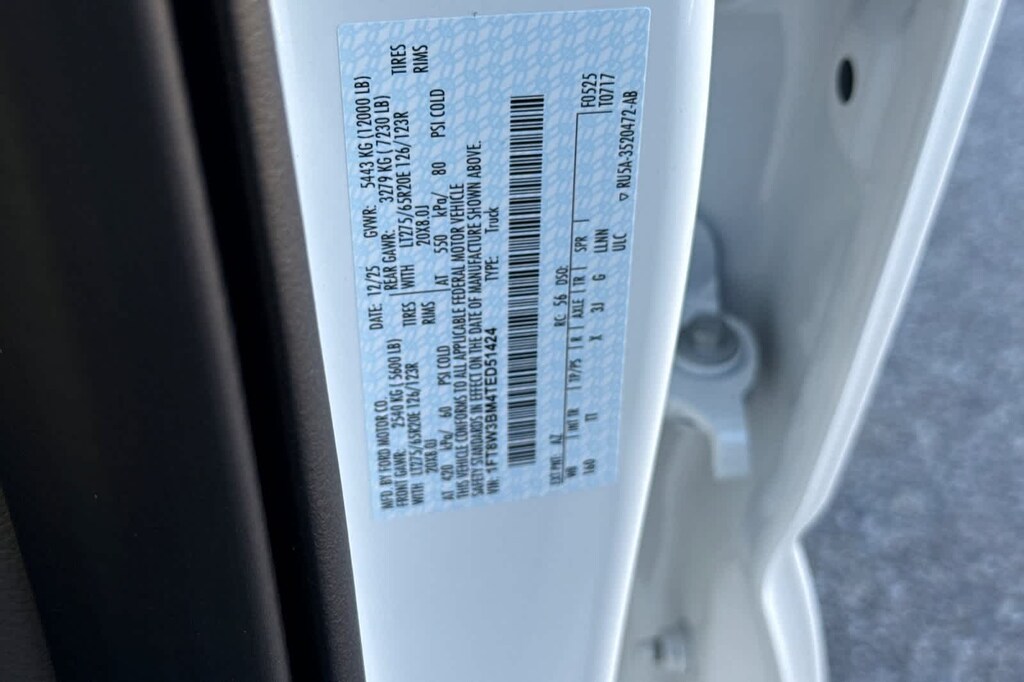 MFD. BY FORD MOTOR CO.
DATE: 12/25 GVWR: 5443 KG (12000 LB)
FRONT GAWR: 2540 KG ( 5600 LB)
REAR GAWR: 3279 KG ( 7230 LB)
WITH LT275/65R20E 126/123R TIRES
WITH LT275/65R20E 126/123R TIRES
20X8.0J RIMS
20X8.0J RIMS
AT 420 kPa/ 60 PSI COLD
AT 550 kPa/ 80 PSI COLD
THIS VEHICLE CONFORMS TO ALL APPLICABLE FEDERAL MOTOR VEHICLE
SAFETY STANDARDS IN EFFECT ON THE DATE OF MANUFACTURE SHOWN ABOVE.
VIN: 1FT8W3BM4TED51424 TYPE: Truck
F0525
T0717
EXT PNT: AZ RC: 56 DSO:
WB | INT TR | TP/PS | R | AXLE | TR | SPR |
160 TT X 3J G LLNN
ULC
RU5A-3520472-AB